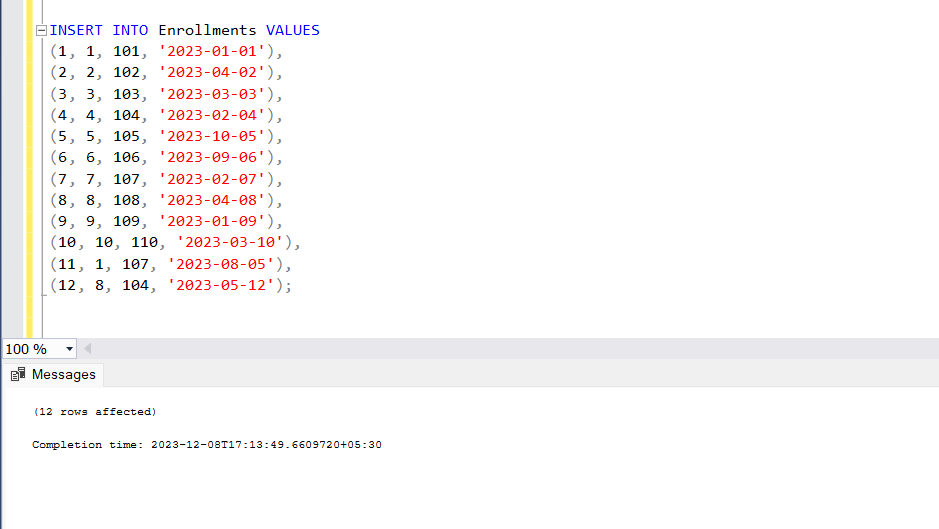 INSERT INTO Enrollments VALUES
(1, 1, 101, '2023-01-01'),
(2, 2, 102, '2023-04-02'),
(3, 3, 103, '2023-03-03'),
(4, 4, 104, '2023-02-04'),
(5, 5, 105, '2023-10-05'),
(6, 6, 106, '2023-09-06'),
(7, 7, 107, '2023-02-07'),
(8, 8, 108, '2023-04-08'),
(9, 9, 109, '2023-01-09'),
(10, 10, 110, '2023-03-10'),
(11, 1, 107, '2023-08-05'),
(12, 8, 104, '2023-05-12');
100 %
Messages
(12 rows affected)
Completion time: 2023-12-08T17:13:49.6609720+05:30